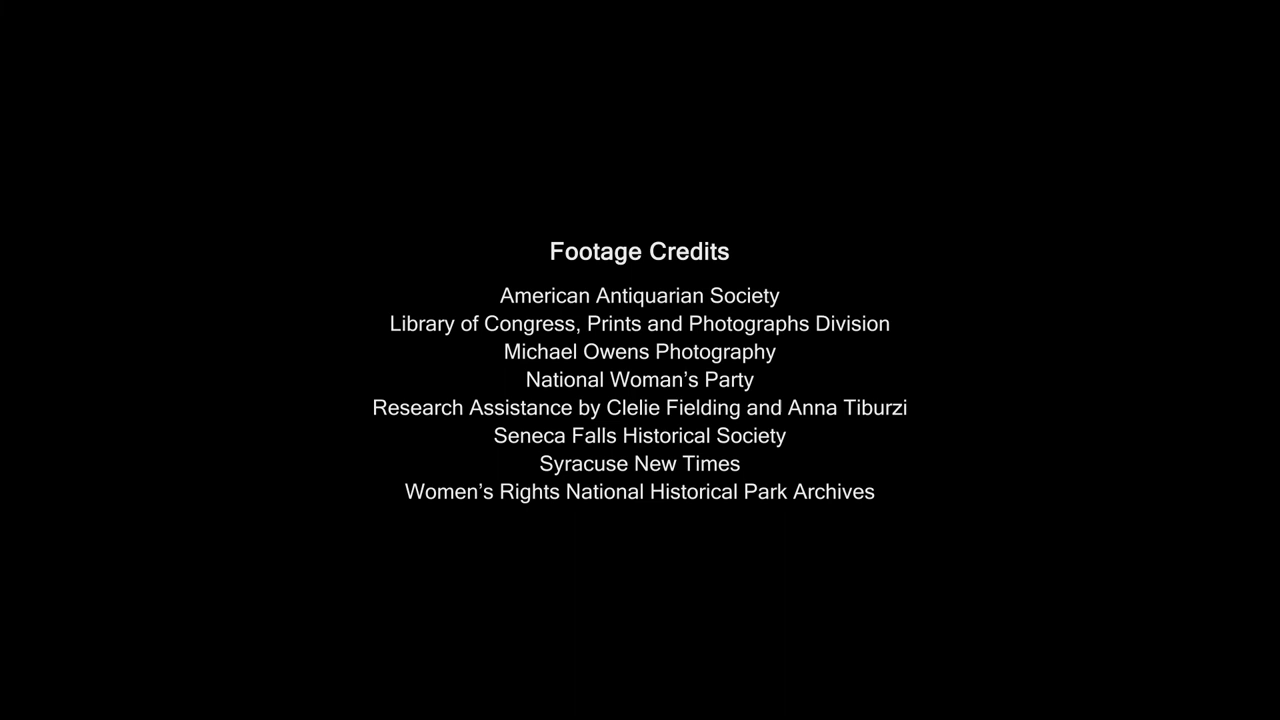 Footage Credits
American Antiquarian Society
Library of Congress, Prints and Photographs Division
Michael Owens Photography
National Woman’s Party
Research Assistance by Clelie Fielding and Anna Tiburzi
Seneca Falls Historical Society
Syracuse New Times
Women’s Rights National Historical Park Archives